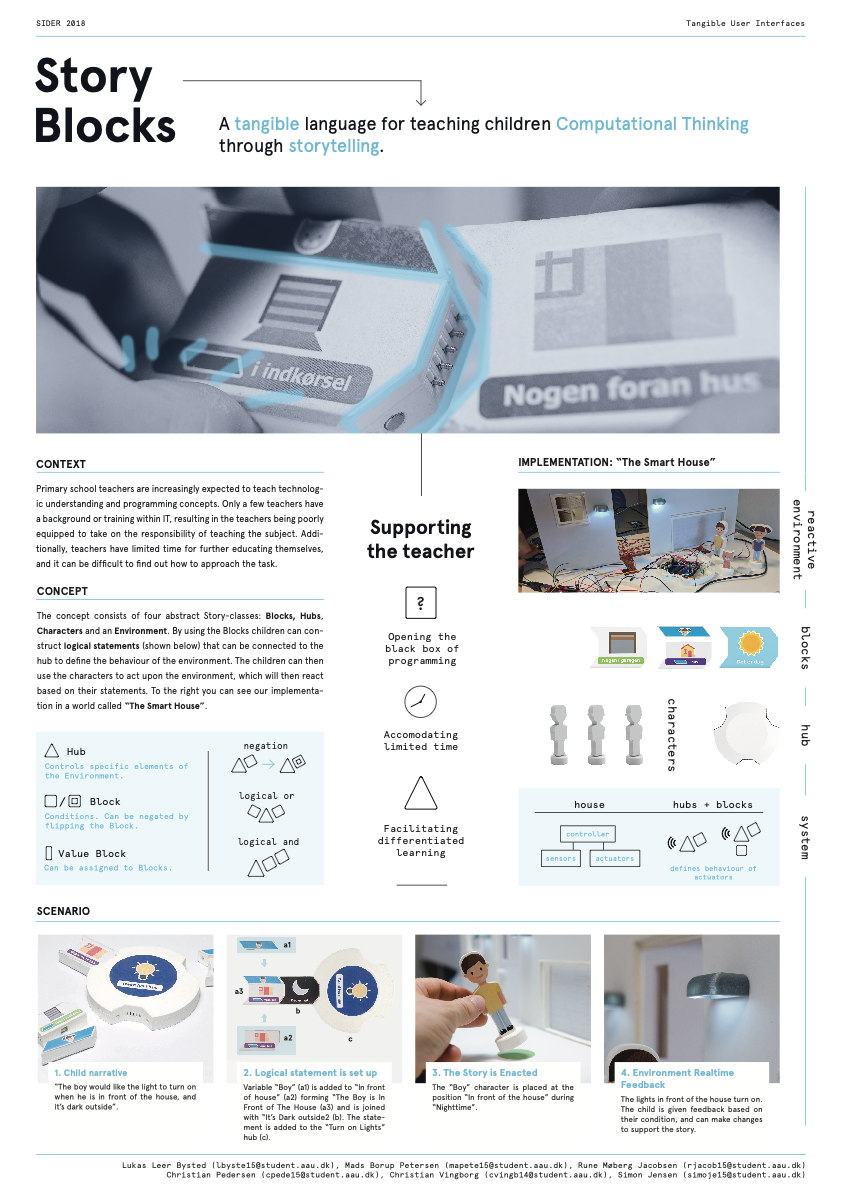 SIDER 2018
Tangible User Interfaces
Story
Blocks
A tangible language for teaching children Computational Thinking
through storytelling.
i indkørsel
Nogen foran hus
CONTEXT
Primary school teachers are increasingly expected to teach technolog-
ic understanding and programming concepts. Only a few teachers have
a background or training within IT, resulting in the teachers being poorly
equipped to take on the responsibility of teaching the subject. Addi-
tionally, teachers have limited time for further educating themselves,
and it can be difficult to find out how to approach the task.
CONCEPT
The concept consists of four abstract Story-classes: Blocks, Hubs,
Characters and an Environment. By using the Blocks children can con-
struct logical statements (shown below) that can be connected to the
hub to define the behaviour of the environment. The children can then
use the characters to act upon the environment, which will then react
based on their statements. To the right you can see our implementa-
tion in a world called “The Smart House”.
Hub
Controls specific elements of
the Environment.
/
Block
Conditions. Can be negated by
flipping the Block.
Value Block
Can be assigned to Blocks.
negation
logical or
logical and
Supporting
the teacher
?
Opening the
black box of
programming
Accomodating
limited time
Facilitating
differentiated
learning
IMPLEMENTATION: “The Smart House”
reactive
environment
blocks
characters
hub
system
house
hubs + blocks
controller
sensors
actuators
defines behaviour of
actuators
SCENARIO
1. Child narrative
“The boy would like the light to turn on
when he is in front of the house, and
it’s dark outside”.
a1
a3
b
a2
c
2. Logical statement is set up
Variable “Boy” (a1) is added to “In front
of house” (a2) forming “The Boy is In
Front of The House (a3) and is joined
with “It’s Dark outside2 (b). The state-
ment is added to the “Turn on Lights”
hub (c).
3. The Story is Enacted
The “Boy” character is placed at the
position “In front of the house” during
“Nighttime”.
4. Environment Realtime
Feedback
The lights in front of the house turn on.
The child is given feedback based on
their condition, and can make changes
to support the story.
Lukas Leer Bysted (lbyste15@student.aau.dk), Mads Borup Petersen (mapete15@student.aau.dk), Rune Møberg Jacobsen (rjacob15@student.aau.dk)
Christian Pedersen (cpede15@student.aau.dk), Christian Vingborg (cvingb14@student.aau.dk), Simon Jensen (simoje15@student.aau.dk)